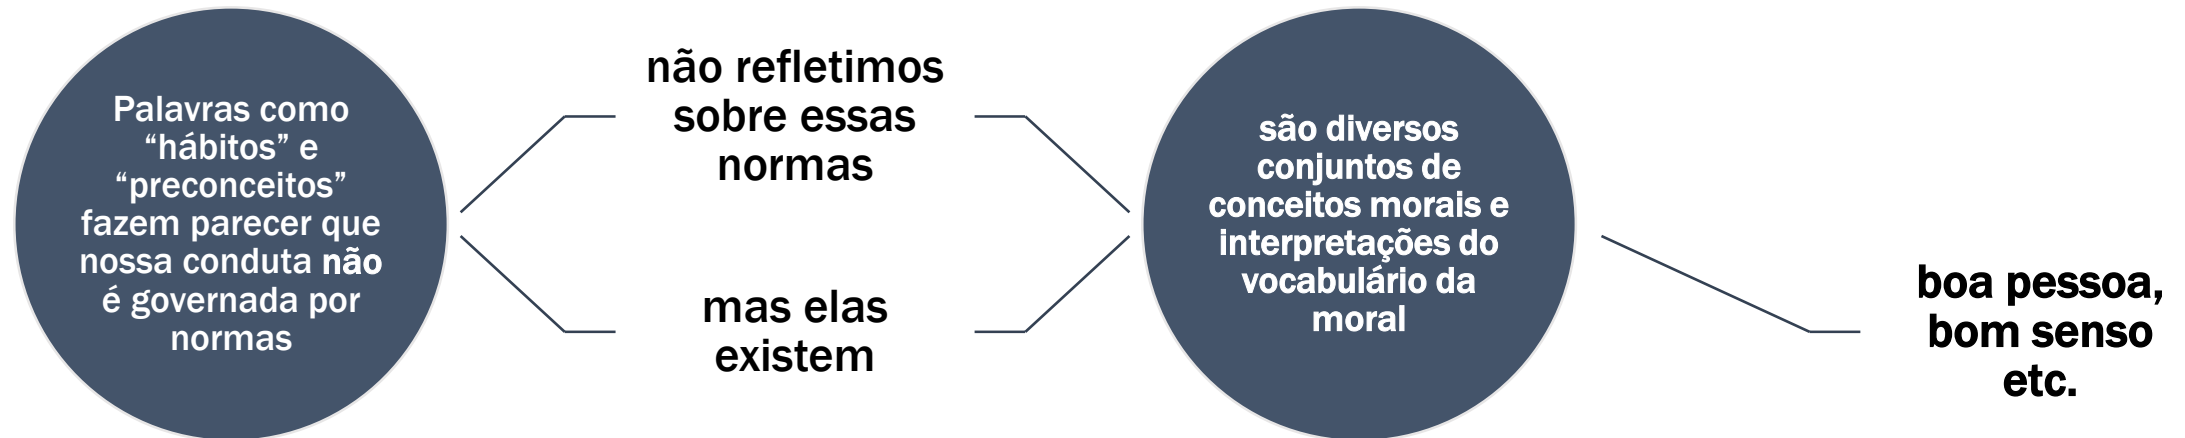 Palavras como
“hábitos” e
“preconceitos”
fazem parecer que
nossa conduta não
é governada por
normas
não refletimos
sobre essas
normas
mas elas
existem
são diversos
conjuntos de
conceitos morais e
interpretações do
vocabulário da
moral
boa pessoa,
bom senso
etc.